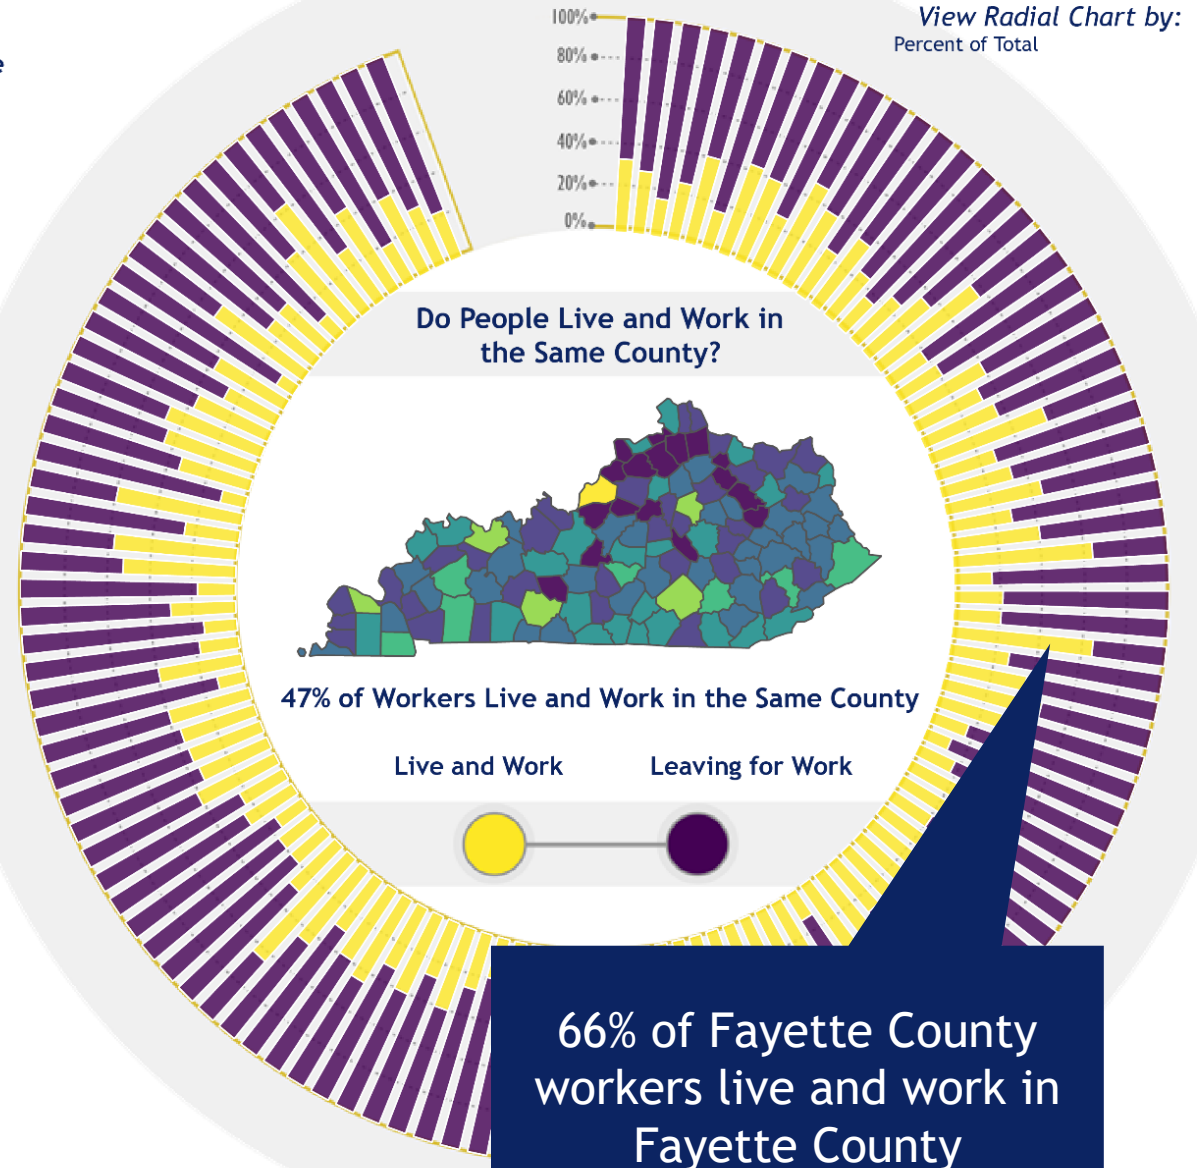 e
View Radial Chart by:
Percent of Total
100%
80%
60%
40%
20%
0%
Do People Live and Work in
the Same County?
47% of Workers Live and Work in the Same County
Live and Work
Leaving for Work
66% of Fayette County
workers live and work in
Fayette County